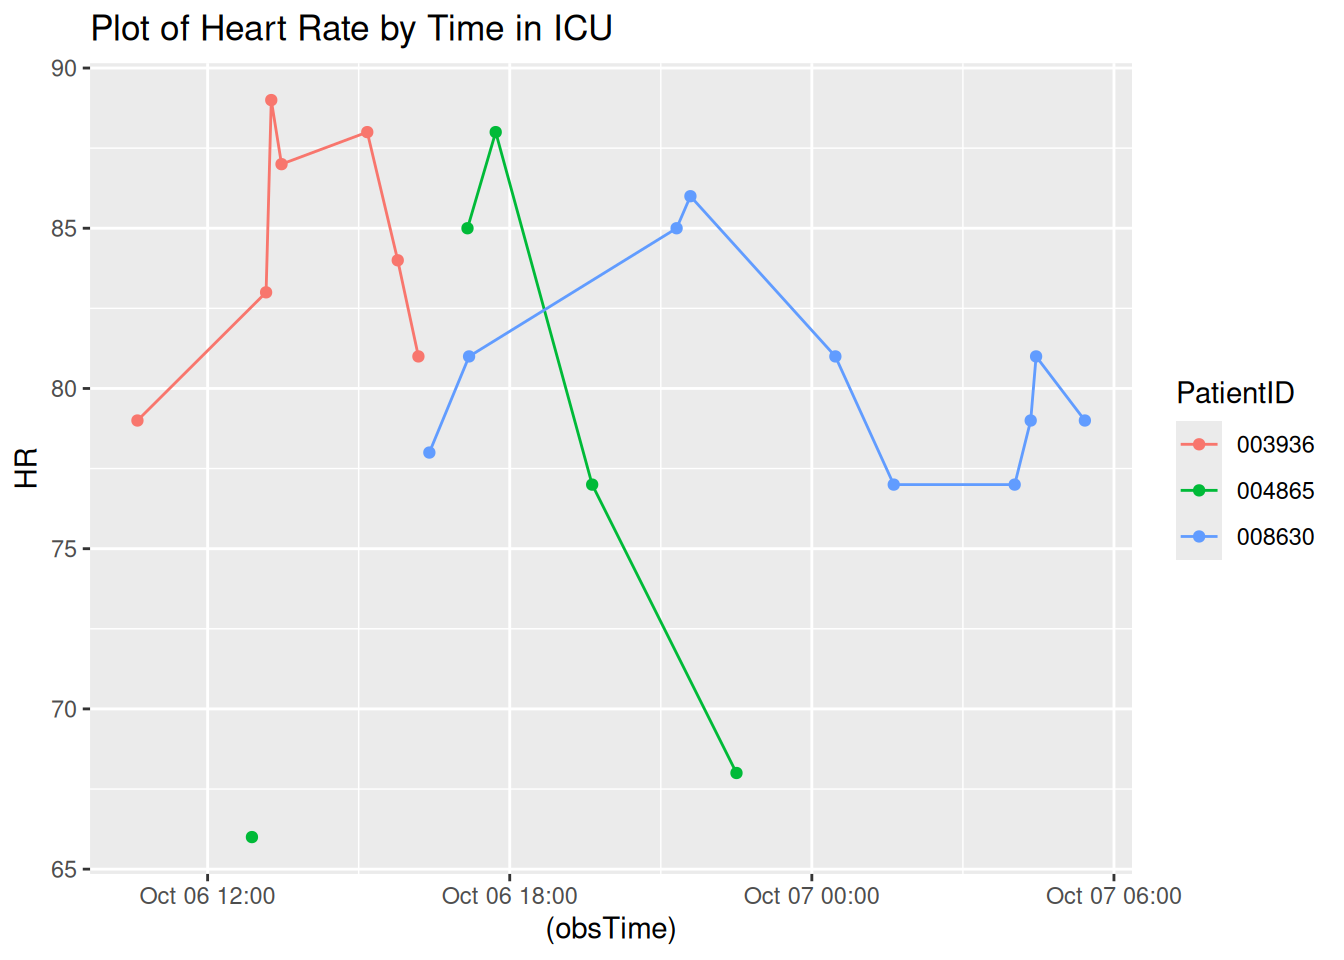 Plot of Heart Rate by Time in ICU
90
85
80
75
70
65
HR
Oct 06 12:00
Oct 06 18:00
Oct 07 00:00
Oct 07 06:00
(obsTime)
PatientID
003936
004865
008630